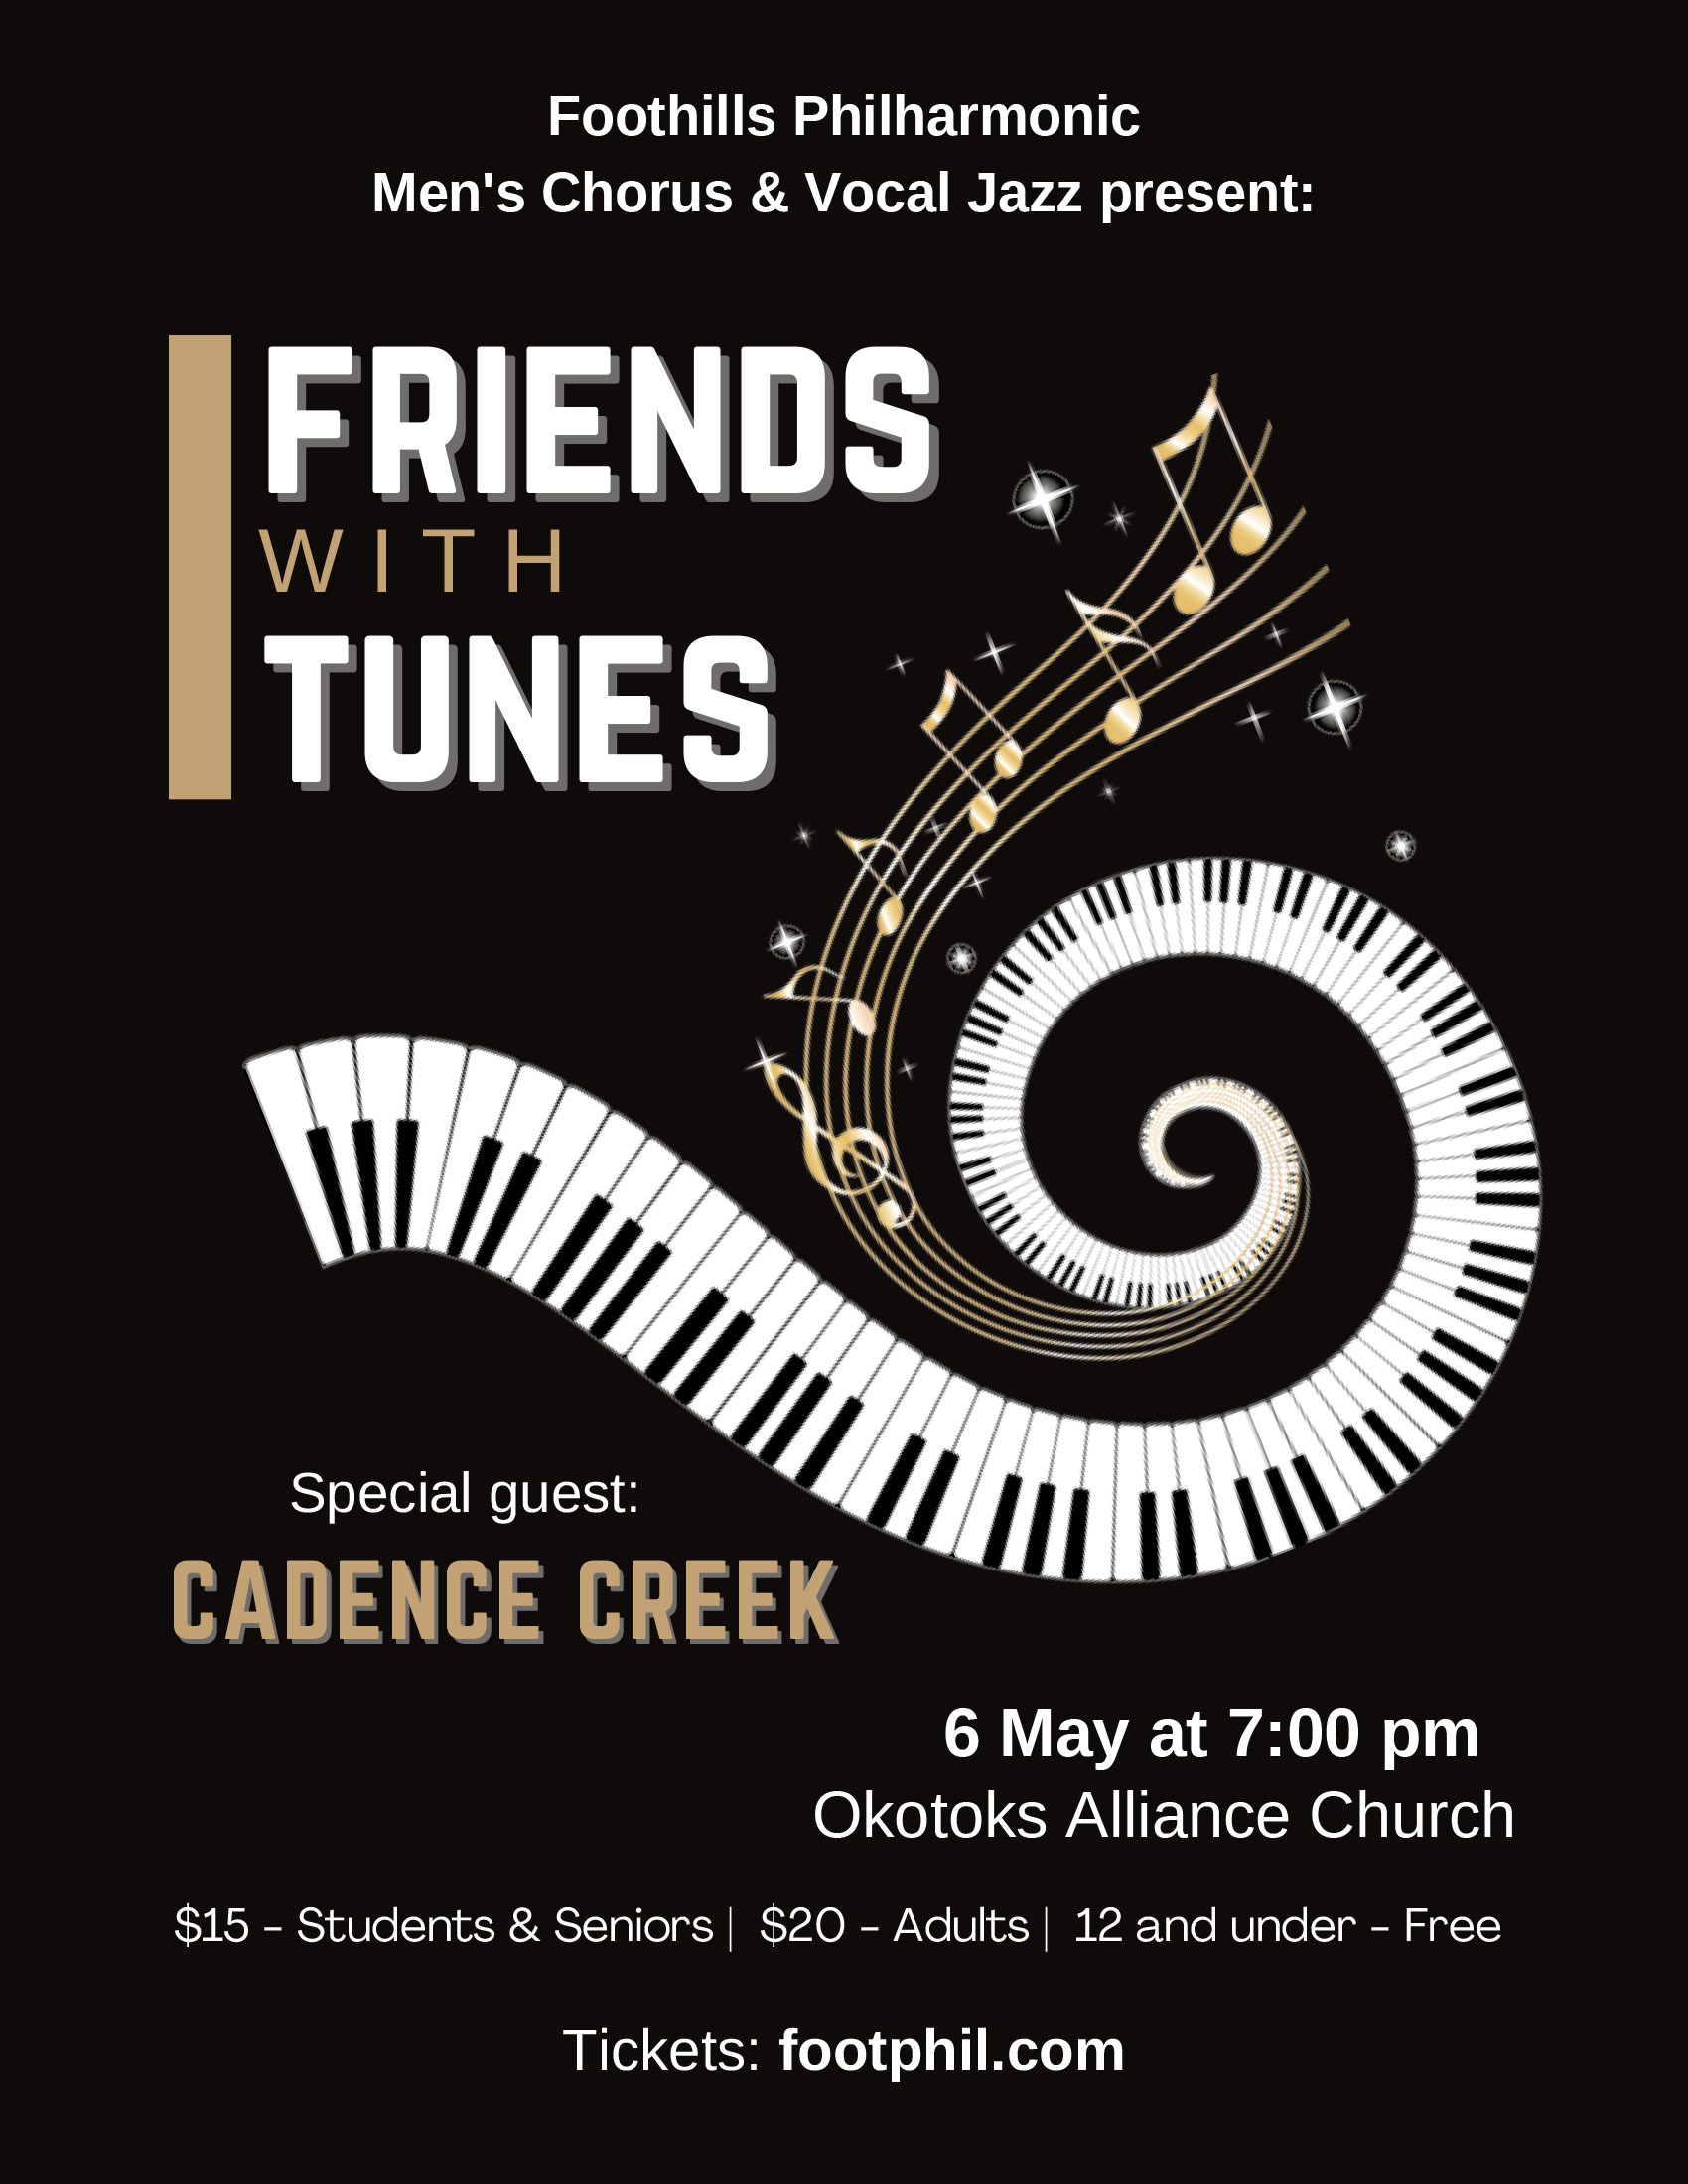 Foothills Philharmonic
Men's Chorus & Vocal Jazz present:
FRIENDS
WITH
TUNES
Special guest:
CADENCE CREEK
6 May at 7:00 pm
Okotoks Alliance Church
$15 - Students & Seniors | $20 - Adults | 12 and under - Free
Tickets: footphil.com